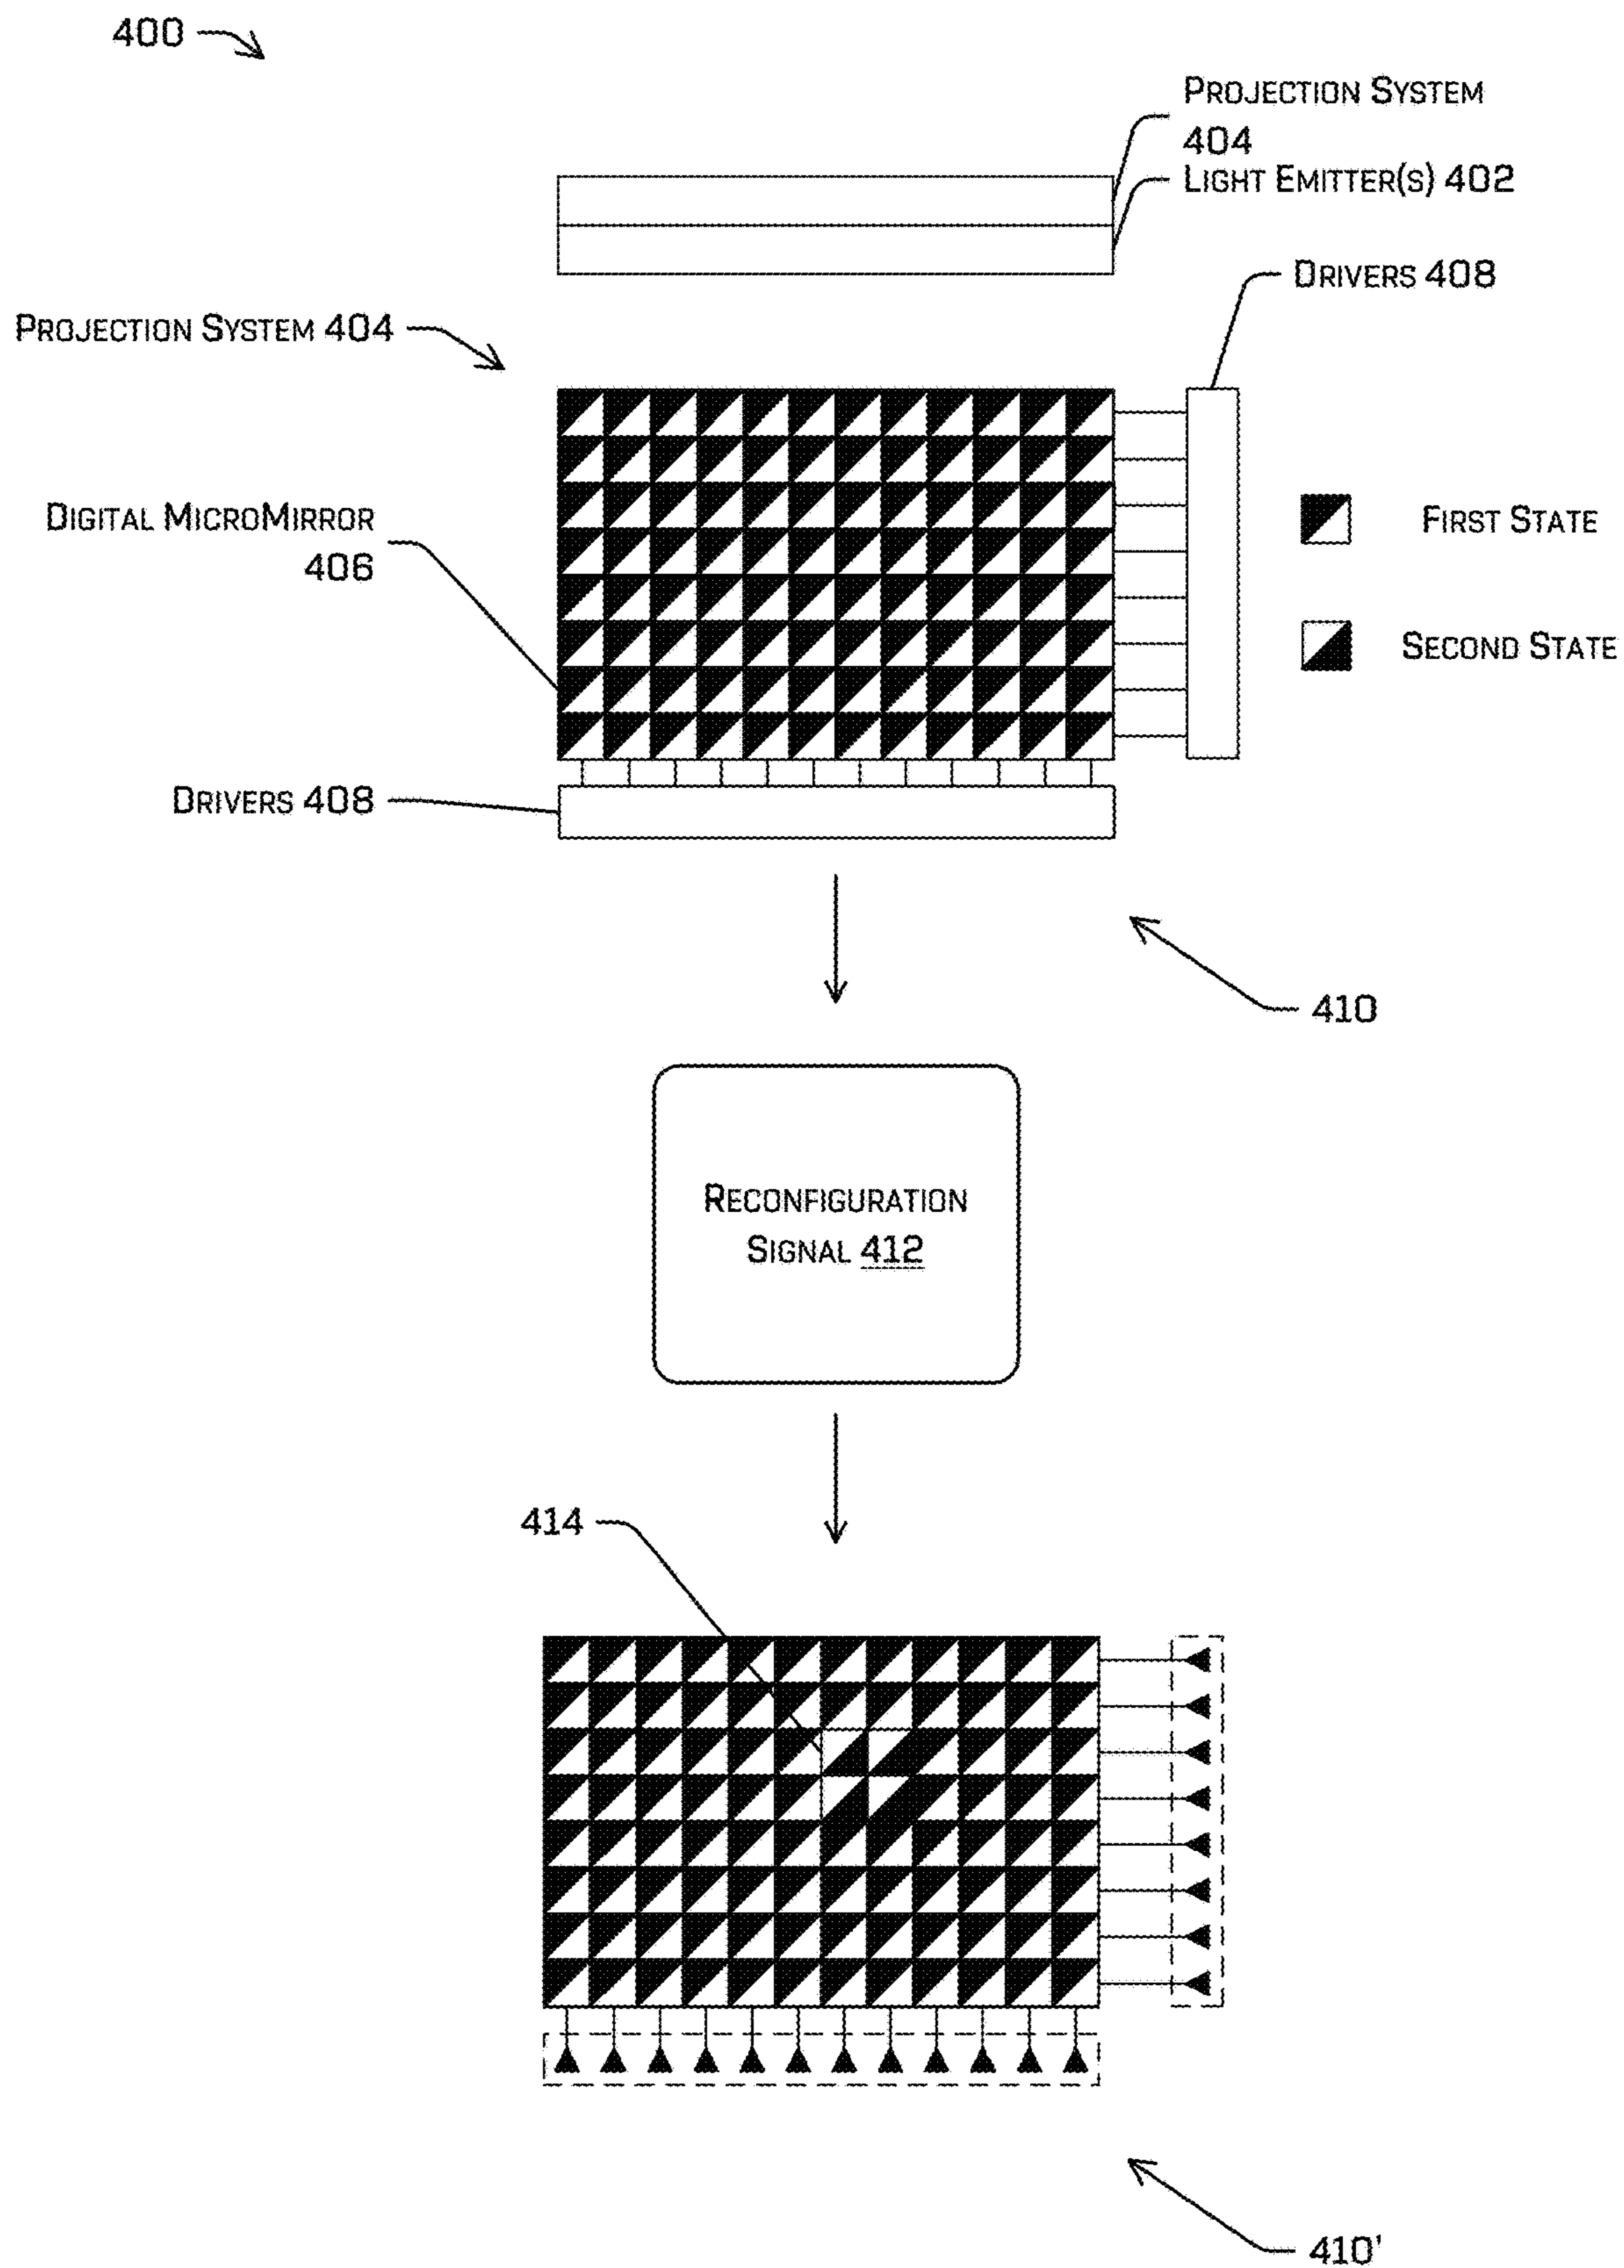 400
PROJECTION SYSTEM
404
LIGHT EMITTER(S) 402
DRIVERS 408
PROJECTION SYSTEM 404
DIGITAL MICROMIRROR
406
FIRST STATE
SECOND STATE
DRIVERS 408
410
RECONFIGURATION
SIGNAL 412
414
410'